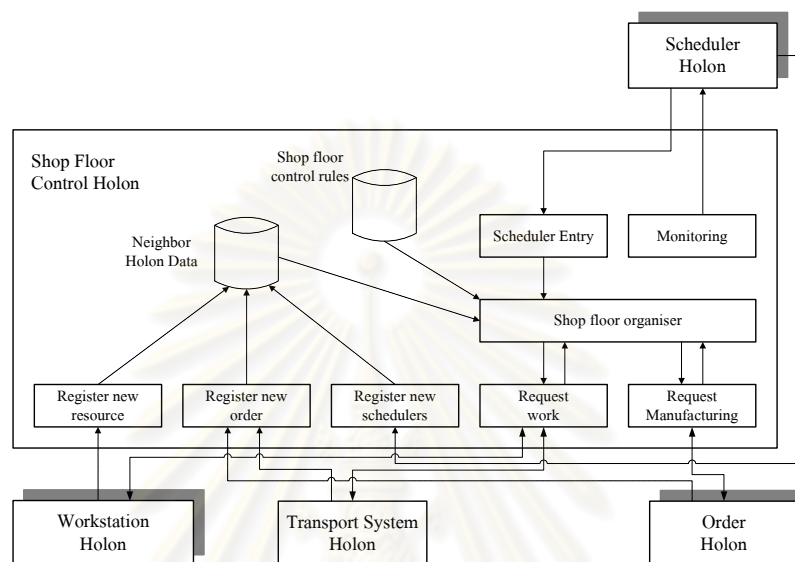 Scheduler
Holon
Shop Floor
Control Holon
Shop floor
control rules
Neighbor
Holon Data
Scheduler Entry
Monitoring
Shop floor organiser
Register new
resource
Register new
order
Register new
schedulers
Request
work
Request
Manufacturing
Workstation
Holon
Transport System
Holon
Order
Holon